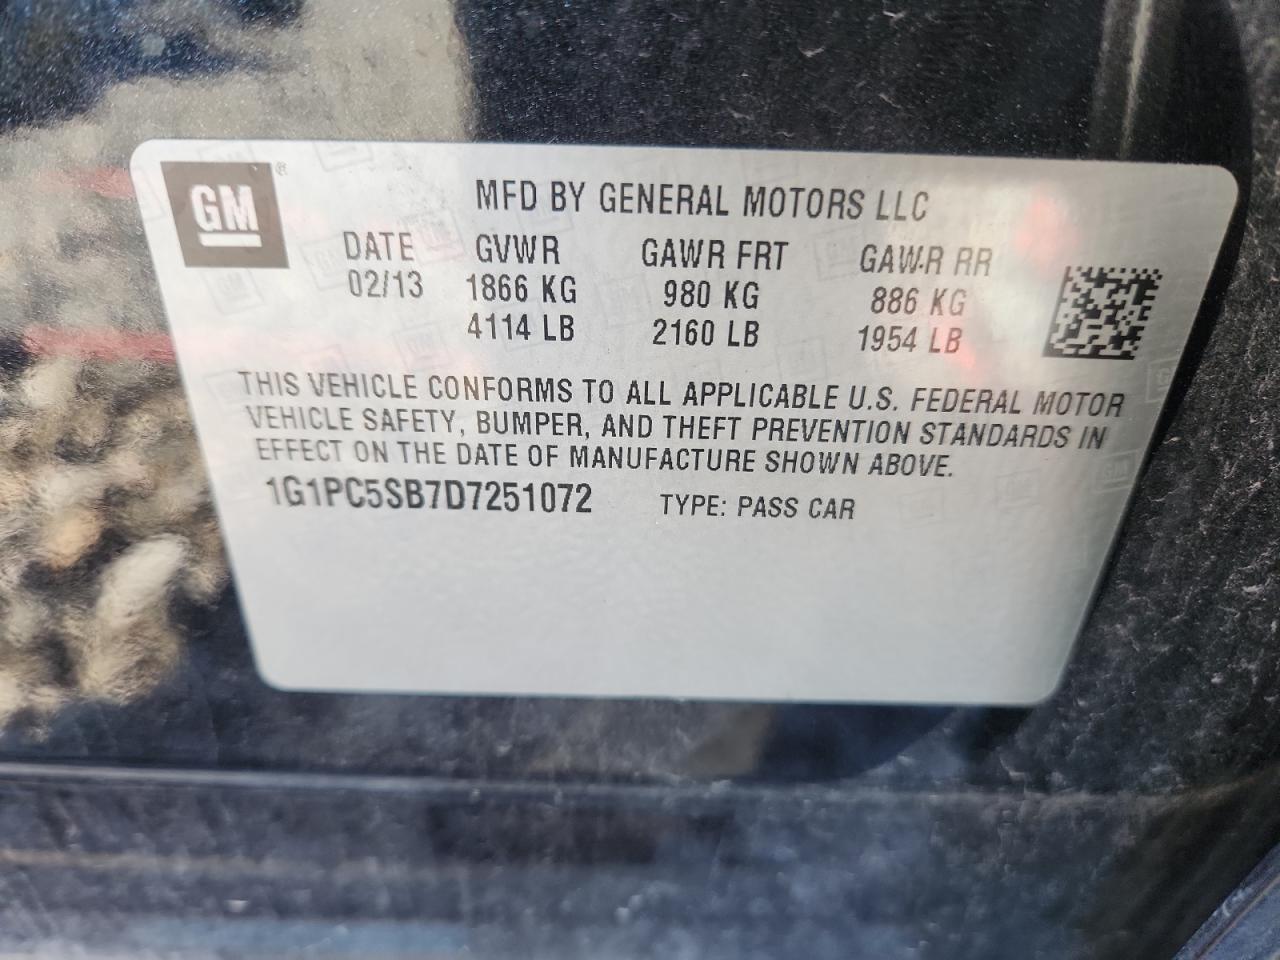 GM
MFD BY GENERAL MOTORS LLC
DATE GVWR GAWR FRT GAWR RR
02/13 1866 KG 980 KG 886 KG
4114 LB 2160 LB 1954 LB
THIS VEHICLE CONFORMS TO ALL APPLICABLE U.S. FEDERAL MOTOR
VEHICLE SAFETY, BUMPER, AND THEFT PREVENTION STANDARDS IN
EFFECT ON THE DATE OF MANUFACTURE SHOWN ABOVE.
1G1PC5SB7D7251072 TYPE: PASS CAR